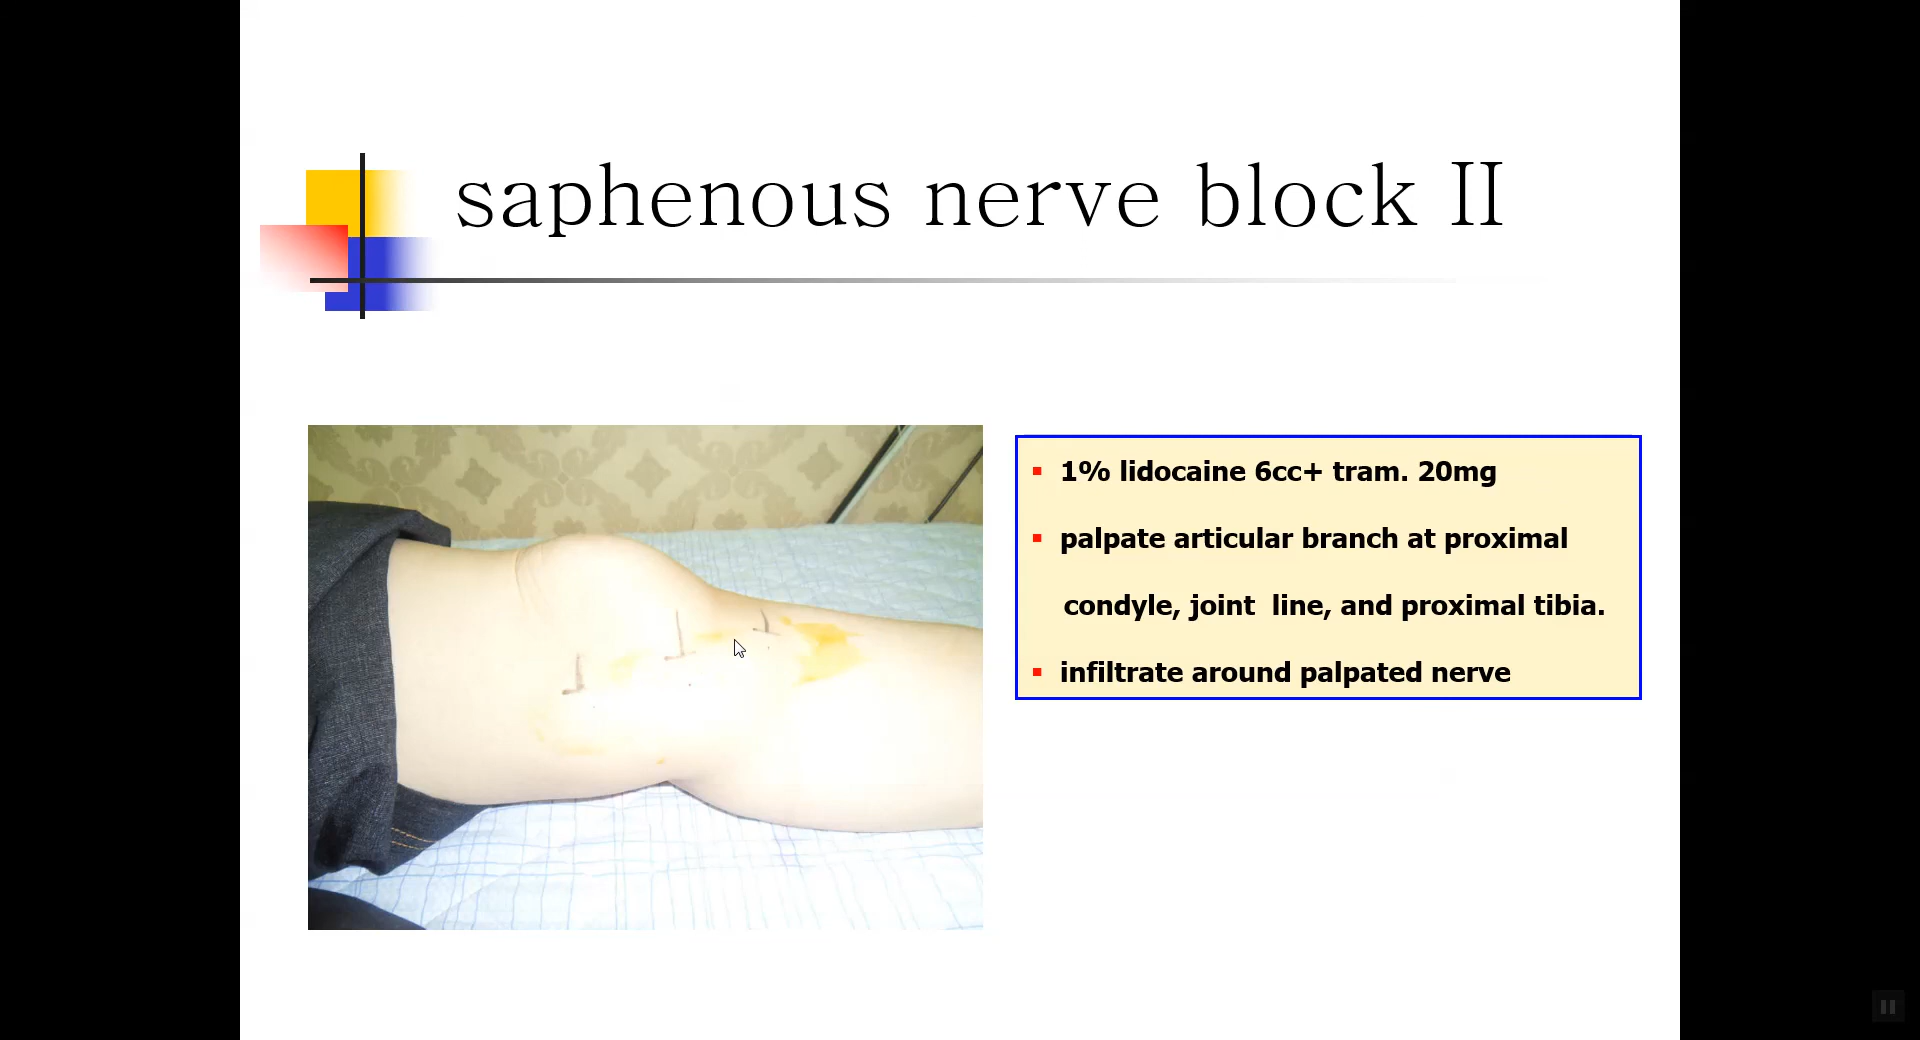 saphenous nerve block II
1% lidocaine 6cc+ tram. 20mg
palpate articular branch at proximal
condyle, joint line, and proximal tibia.
infiltrate around palpated nerve